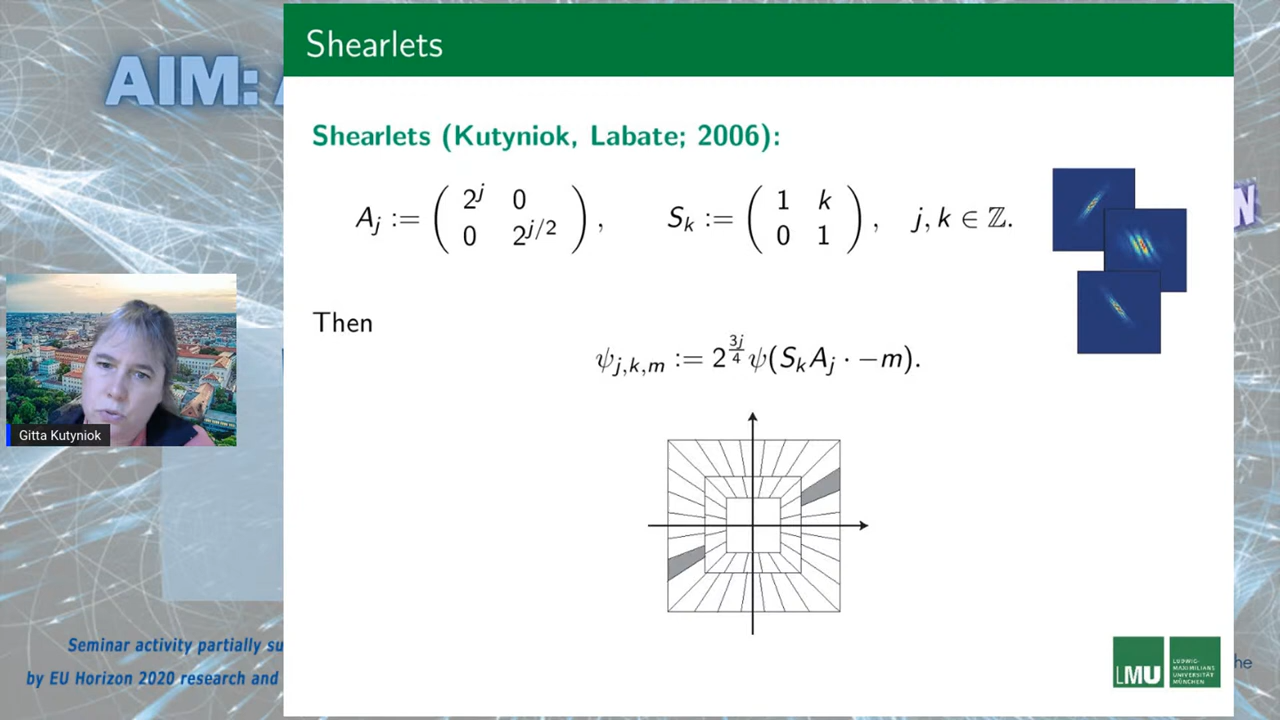 Shearlets
AIM:
Shearlets (Kutyniok, Labate; 2006):
A_j := ( 2^j 0 ; 0 2^{j/2} ), S_k := ( 1 k ; 0 1 ), j, k ∈ ℤ.
N
Then
ψ_{j,k,m} := 2^{3j/4} ψ(S_k A_j · −m).
Gitta Kutyniok
Seminar activity partially su
by EU Horizon 2020 research and
LMU
LUDWIG-
MAXIMILIANS
UNIVERSITÄT
MÜNCHEN
he